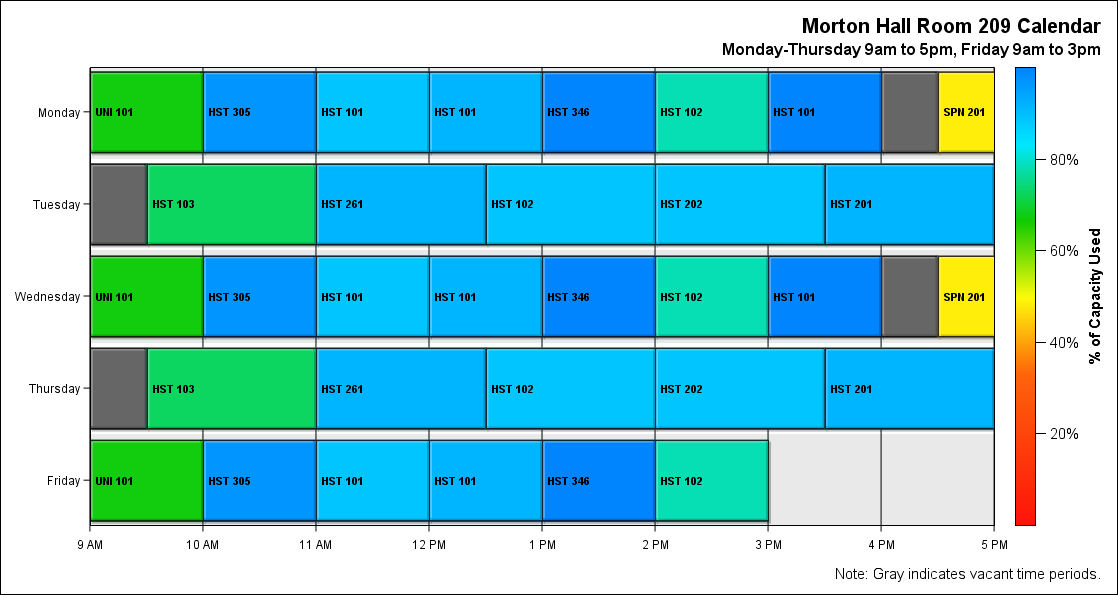 Morton Hall Room 209 Calendar
Monday-Thursday 9am to 5pm, Friday 9am to 3pm
Monday UNI 101 HST 305 HST 101 HST 101 HST 346 HST 102 HST 101 SPN 201
80%
Tuesday HST 103 HST 261 HST 102 HST 202 HST 201
60%
% of Capacity Used
Wednesday UNI 101 HST 305 HST 101 HST 101 HST 346 HST 102 HST 101 SPN 201
40%
Thursday HST 103 HST 261 HST 102 HST 202 HST 201
20%
Friday UNI 101 HST 305 HST 101 HST 101 HST 346 HST 102
9 AM 10 AM 11 AM 12 PM 1 PM 2 PM 3 PM 4 PM 5 PM
Note: Gray indicates vacant time periods.